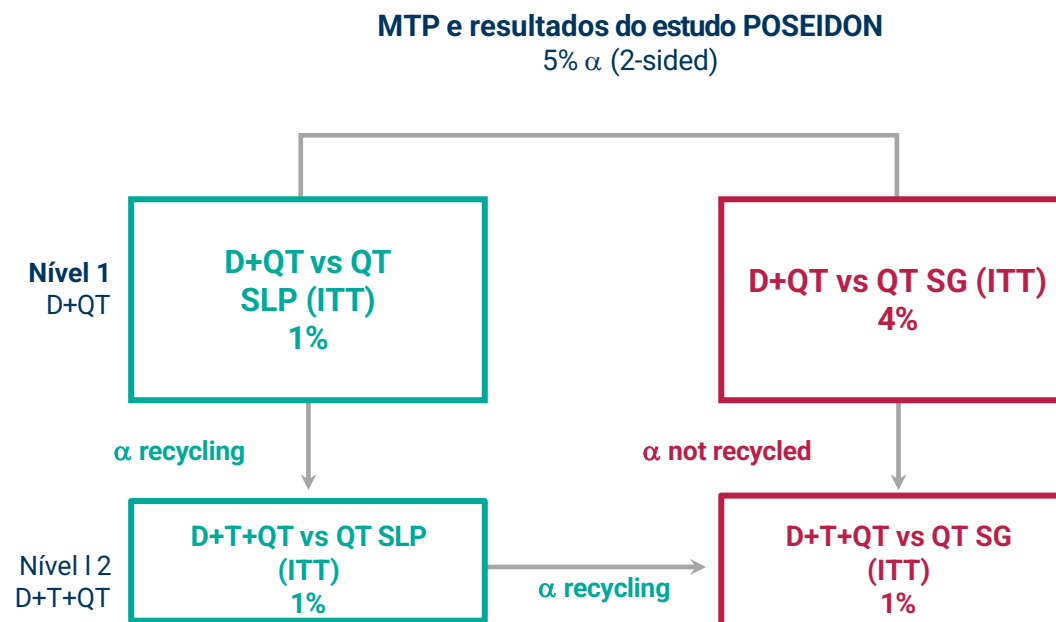 MTP e resultados do estudo POSEIDON
5% α (2-sided)
Nível 1
D+QT
D+QT vs QT
SLP (ITT)
1%
D+QT vs QT SG (ITT)
4%
α recycling
α not recycled
Nível l 2
D+T+QT
D+T+QT vs QT SLP
(ITT)
1%
α recycling
D+T+QT vs QT SG
(ITT)
1%